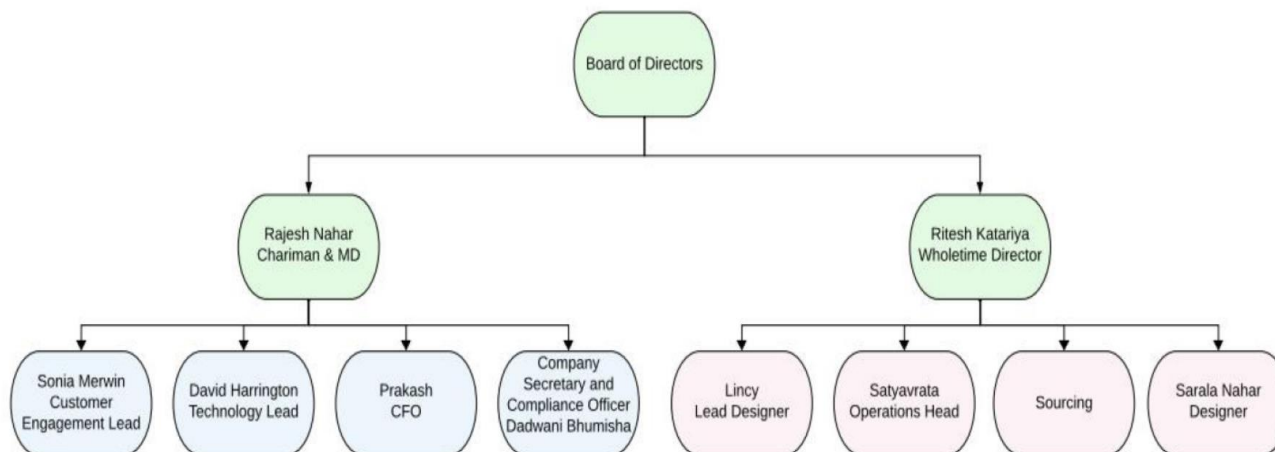 Board of Directors
Rajesh Nahar
Chariman & MD
Ritesh Katariya
Wholetime Director
Sonia Merwin
Customer
Engagement Lead
David Harrington
Technology Lead
Prakash
CFO
Company
Secretary and
Compliance Officer
Dadwani Bhumisha
Lincy
Lead Designer
Satyavrata
Operations Head
Sourcing
Sarala Nahar
Designer